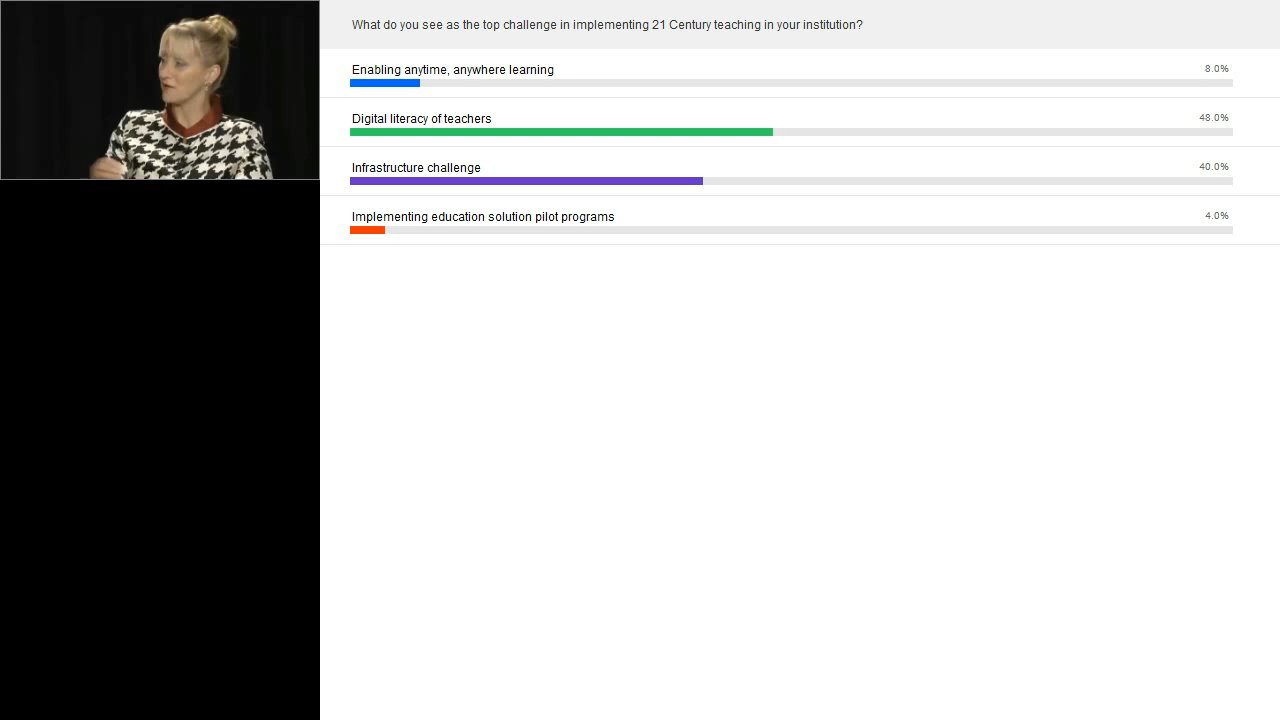 What do you see as the top challenge in implementing 21 Century teaching in your institution?
Enabling anytime, anywhere learning 8.0%
Digital literacy of teachers 48.0%
Infrastructure challenge 40.0%
Implementing education solution pilot programs 4.0%